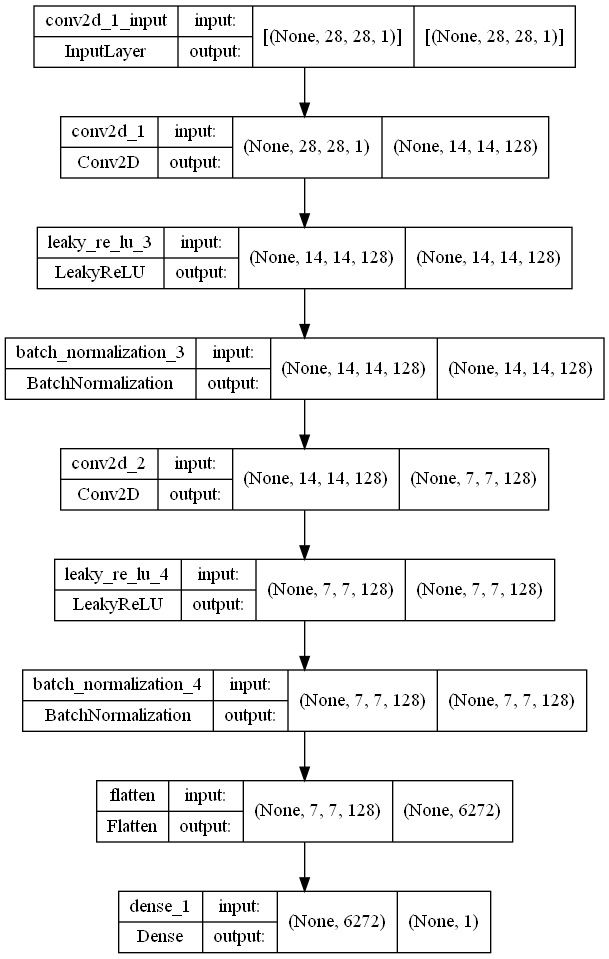 conv2d_1_input input: [(None, 28, 28, 1)] [(None, 28, 28, 1)]
InputLayer output:
conv2d_1 input: (None, 28, 28, 1) (None, 14, 14, 128)
Conv2D output:
leaky_re_lu_3 input: (None, 14, 14, 128) (None, 14, 14, 128)
LeakyReLU output:
batch_normalization_3 input: (None, 14, 14, 128) (None, 14, 14, 128)
BatchNormalization output:
conv2d_2 input: (None, 14, 14, 128) (None, 7, 7, 128)
Conv2D output:
leaky_re_lu_4 input: (None, 7, 7, 128) (None, 7, 7, 128)
LeakyReLU output:
batch_normalization_4 input: (None, 7, 7, 128) (None, 7, 7, 128)
BatchNormalization output:
flatten input: (None, 7, 7, 128) (None, 6272)
Flatten output:
dense_1 input: (None, 6272) (None, 1)
Dense output: